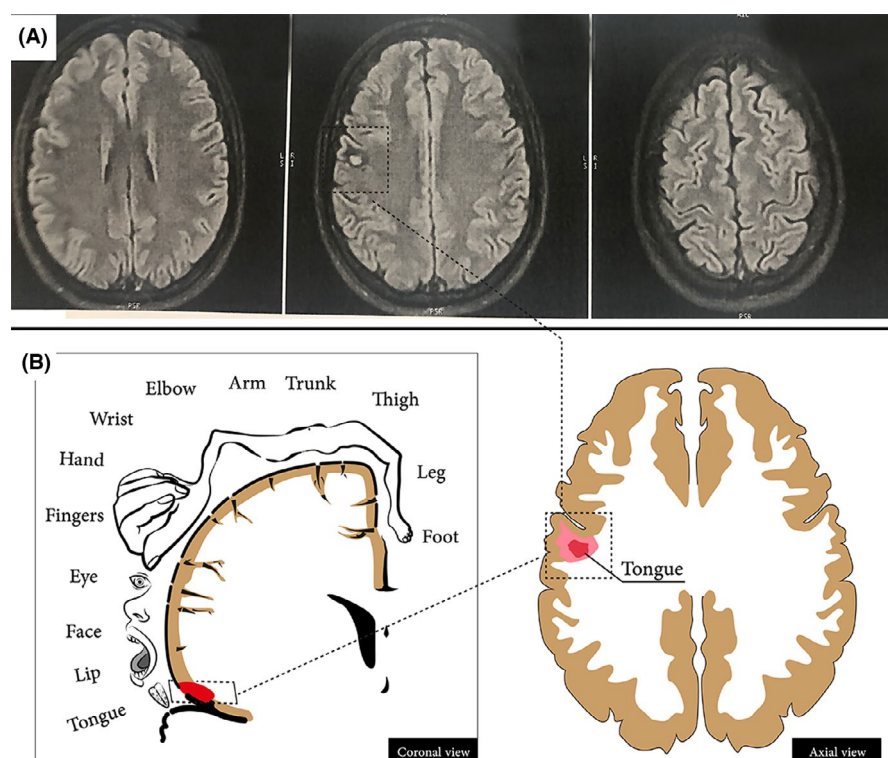 (A)
A1C
L R
S I
L R
S I
PSR
PSR
PSR
(B)
Elbow
Arm
Trunk
Thigh
Wrist
Hand
Leg
Fingers
Foot
Eye
Face
Lip
Tongue
Tongue
Coronal view
Axial view